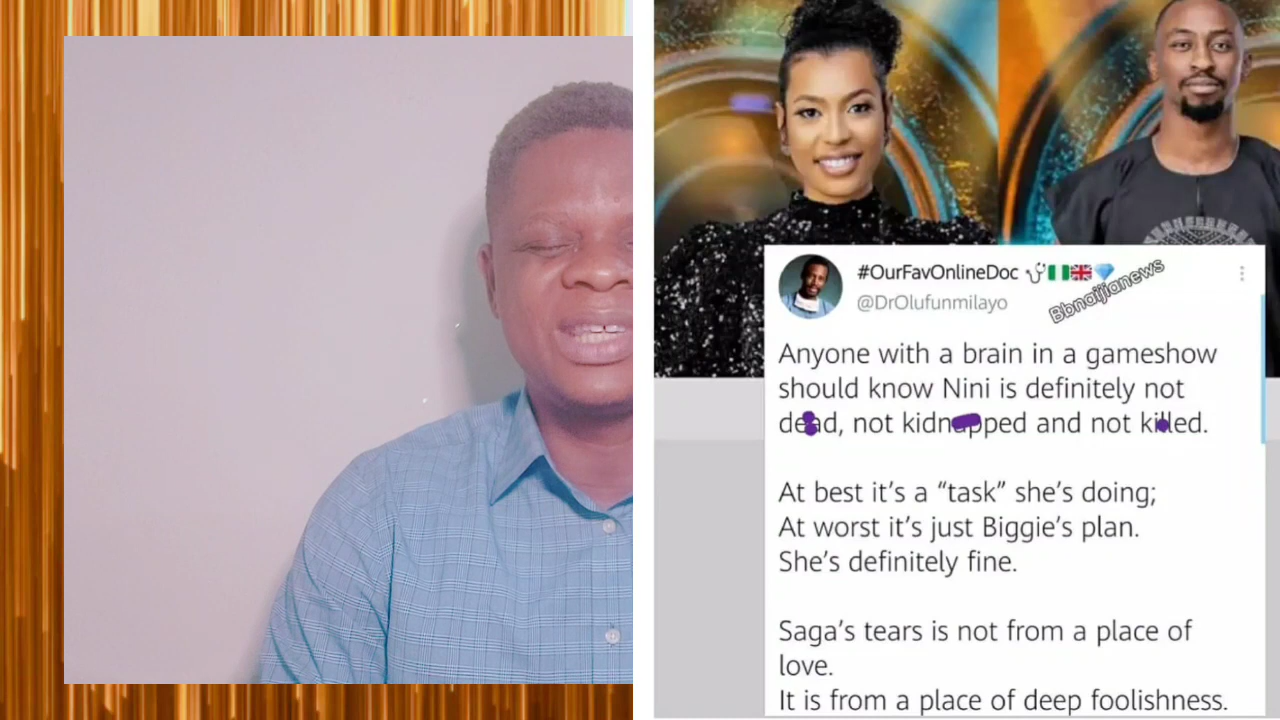 #OurFavOnlineDoc
@DrOlufunmilayo
Bbnoijianews
Anyone with a brain in a gameshow
should know Nini is definitely not
dead, not kidnapped and not killed.
At best it’s a “task” she’s doing;
At worst it’s just Biggie’s plan.
She’s definitely fine.
Saga’s tears is not from a place of
love.
It is from a place of deep foolishness.